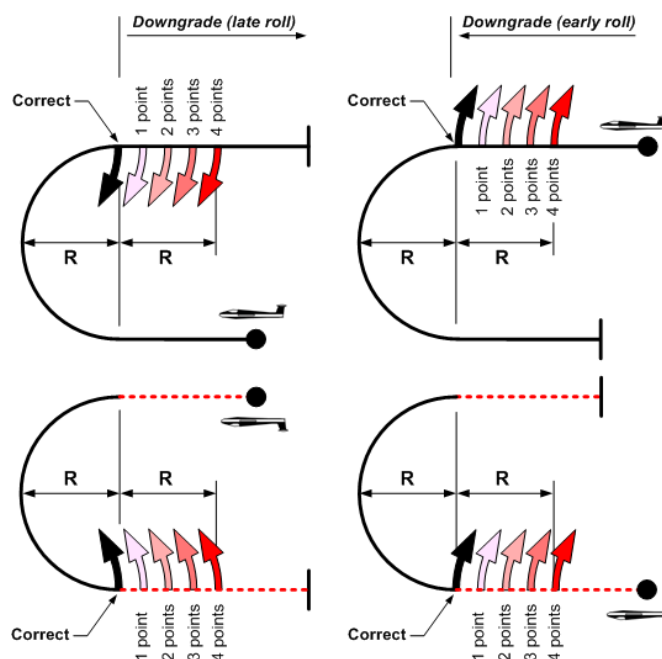 Downgrade (late roll)
Correct
1 point
2 points
3 points
4 points
R
R
Downgrade (early roll)
Correct
1 point
2 points
3 points
4 points
R
R
R
R
Correct
1 point
2 points
3 points
4 points
R
R
Correct
1 point
2 points
3 points
4 points